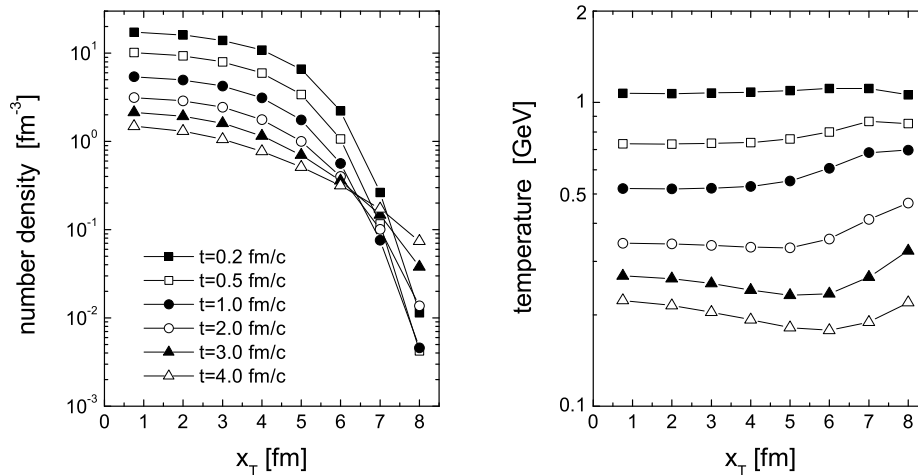 number density [fm⁻³]
10¹
10⁰
10⁻¹
10⁻²
10⁻³
t=0.2 fm/c
t=0.5 fm/c
t=1.0 fm/c
t=2.0 fm/c
t=3.0 fm/c
t=4.0 fm/c
0 1 2 3 4 5 6 7 8
x_T [fm]
temperature [GeV]
2
1
0.5
0.1
0 1 2 3 4 5 6 7 8
x_T [fm]